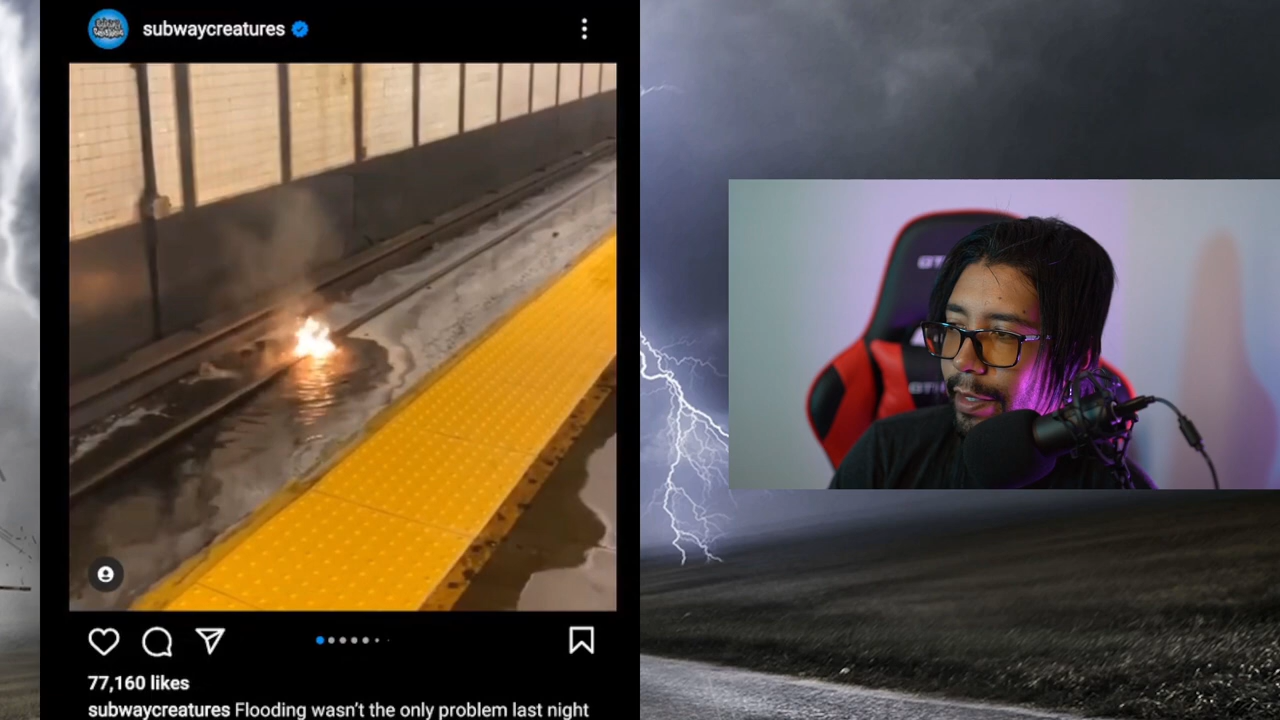 subwaycreatures
77,160 likes
subwaycreatures Flooding wasn't the only problem last night